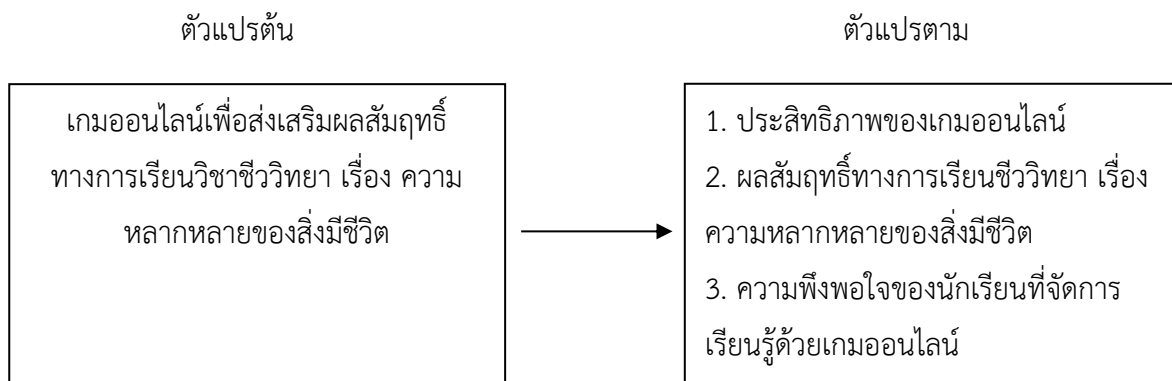 ตัวแปรต้น
ตัวแปรตาม
เกมออนไลน์เพื่อส่งเสริมผลสัมฤทธิ์
ทางการเรียนวิชาชีววิทยา เรื่อง ความ
หลากหลายของสิ่งมีชีวิต
1. ประสิทธิภาพของเกมออนไลน์
2. ผลสัมฤทธิ์ทางการเรียนชีววิทยา เรื่อง
ความหลากหลายของสิ่งมีชีวิต
3. ความพึงพอใจของนักเรียนที่จัดการ
เรียนรู้ด้วยเกมออนไลน์